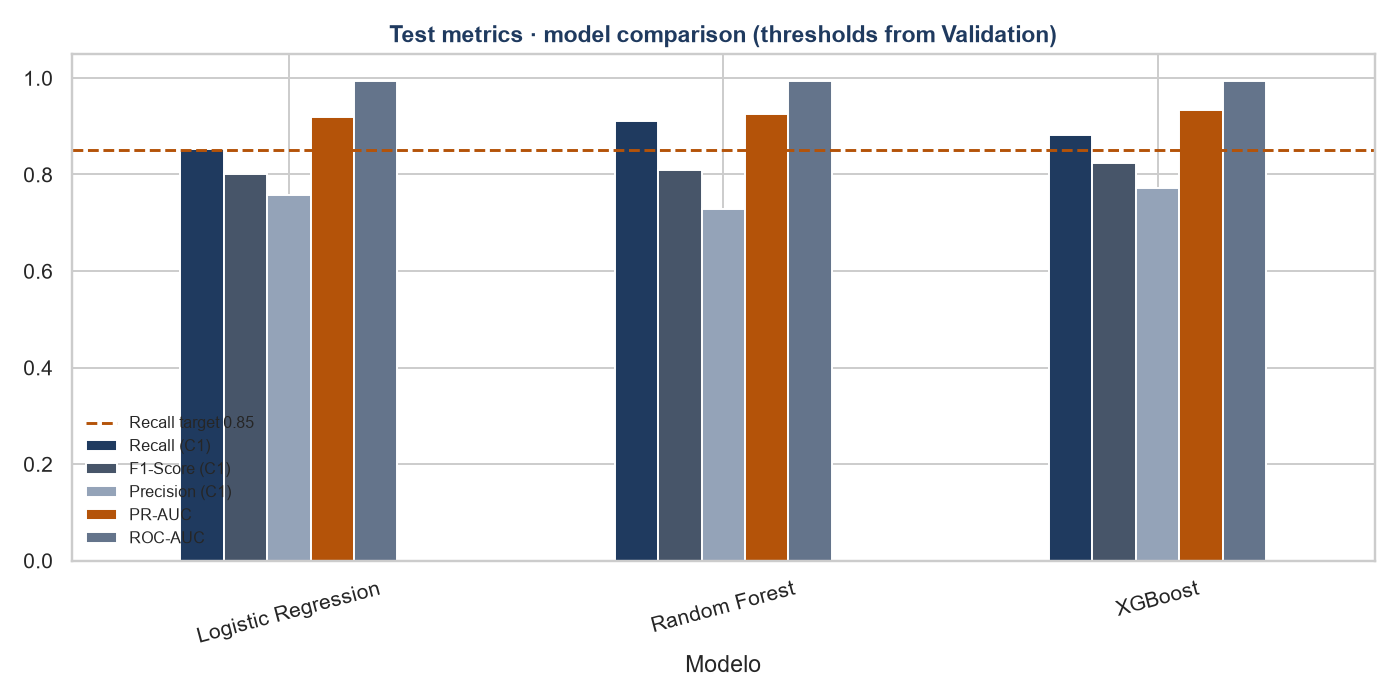 Test metrics · model comparison (thresholds from Validation)
1.0
0.8
0.6
0.4
0.2
0.0
Recall target 0.85
Recall (C1)
F1-Score (C1)
Precision (C1)
PR-AUC
ROC-AUC
Logistic Regression
Random Forest
XGBoost
Modelo